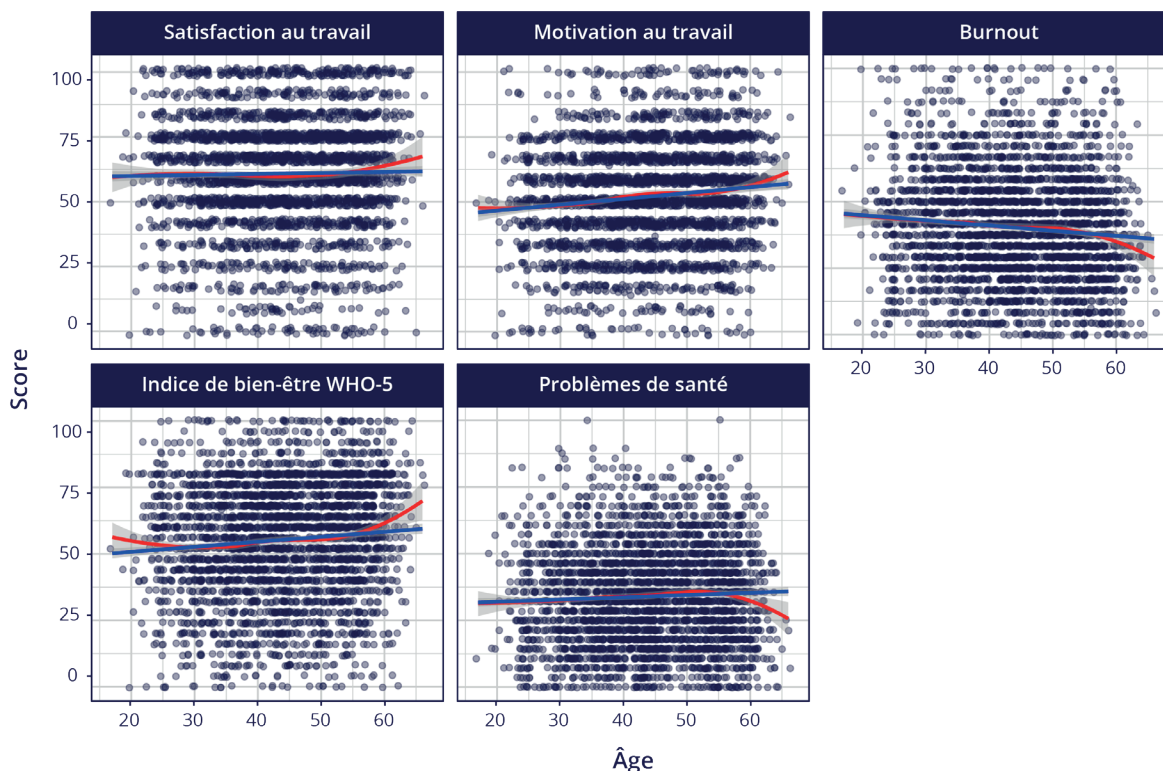 Satisfaction au travail
Motivation au travail
Burnout
100
75
50
25
0
20 30 40 50 60
Indice de bien-être WHO-5
Problèmes de santé
100
75
50
25
0
20 30 40 50 60
20 30 40 50 60
Score
Âge